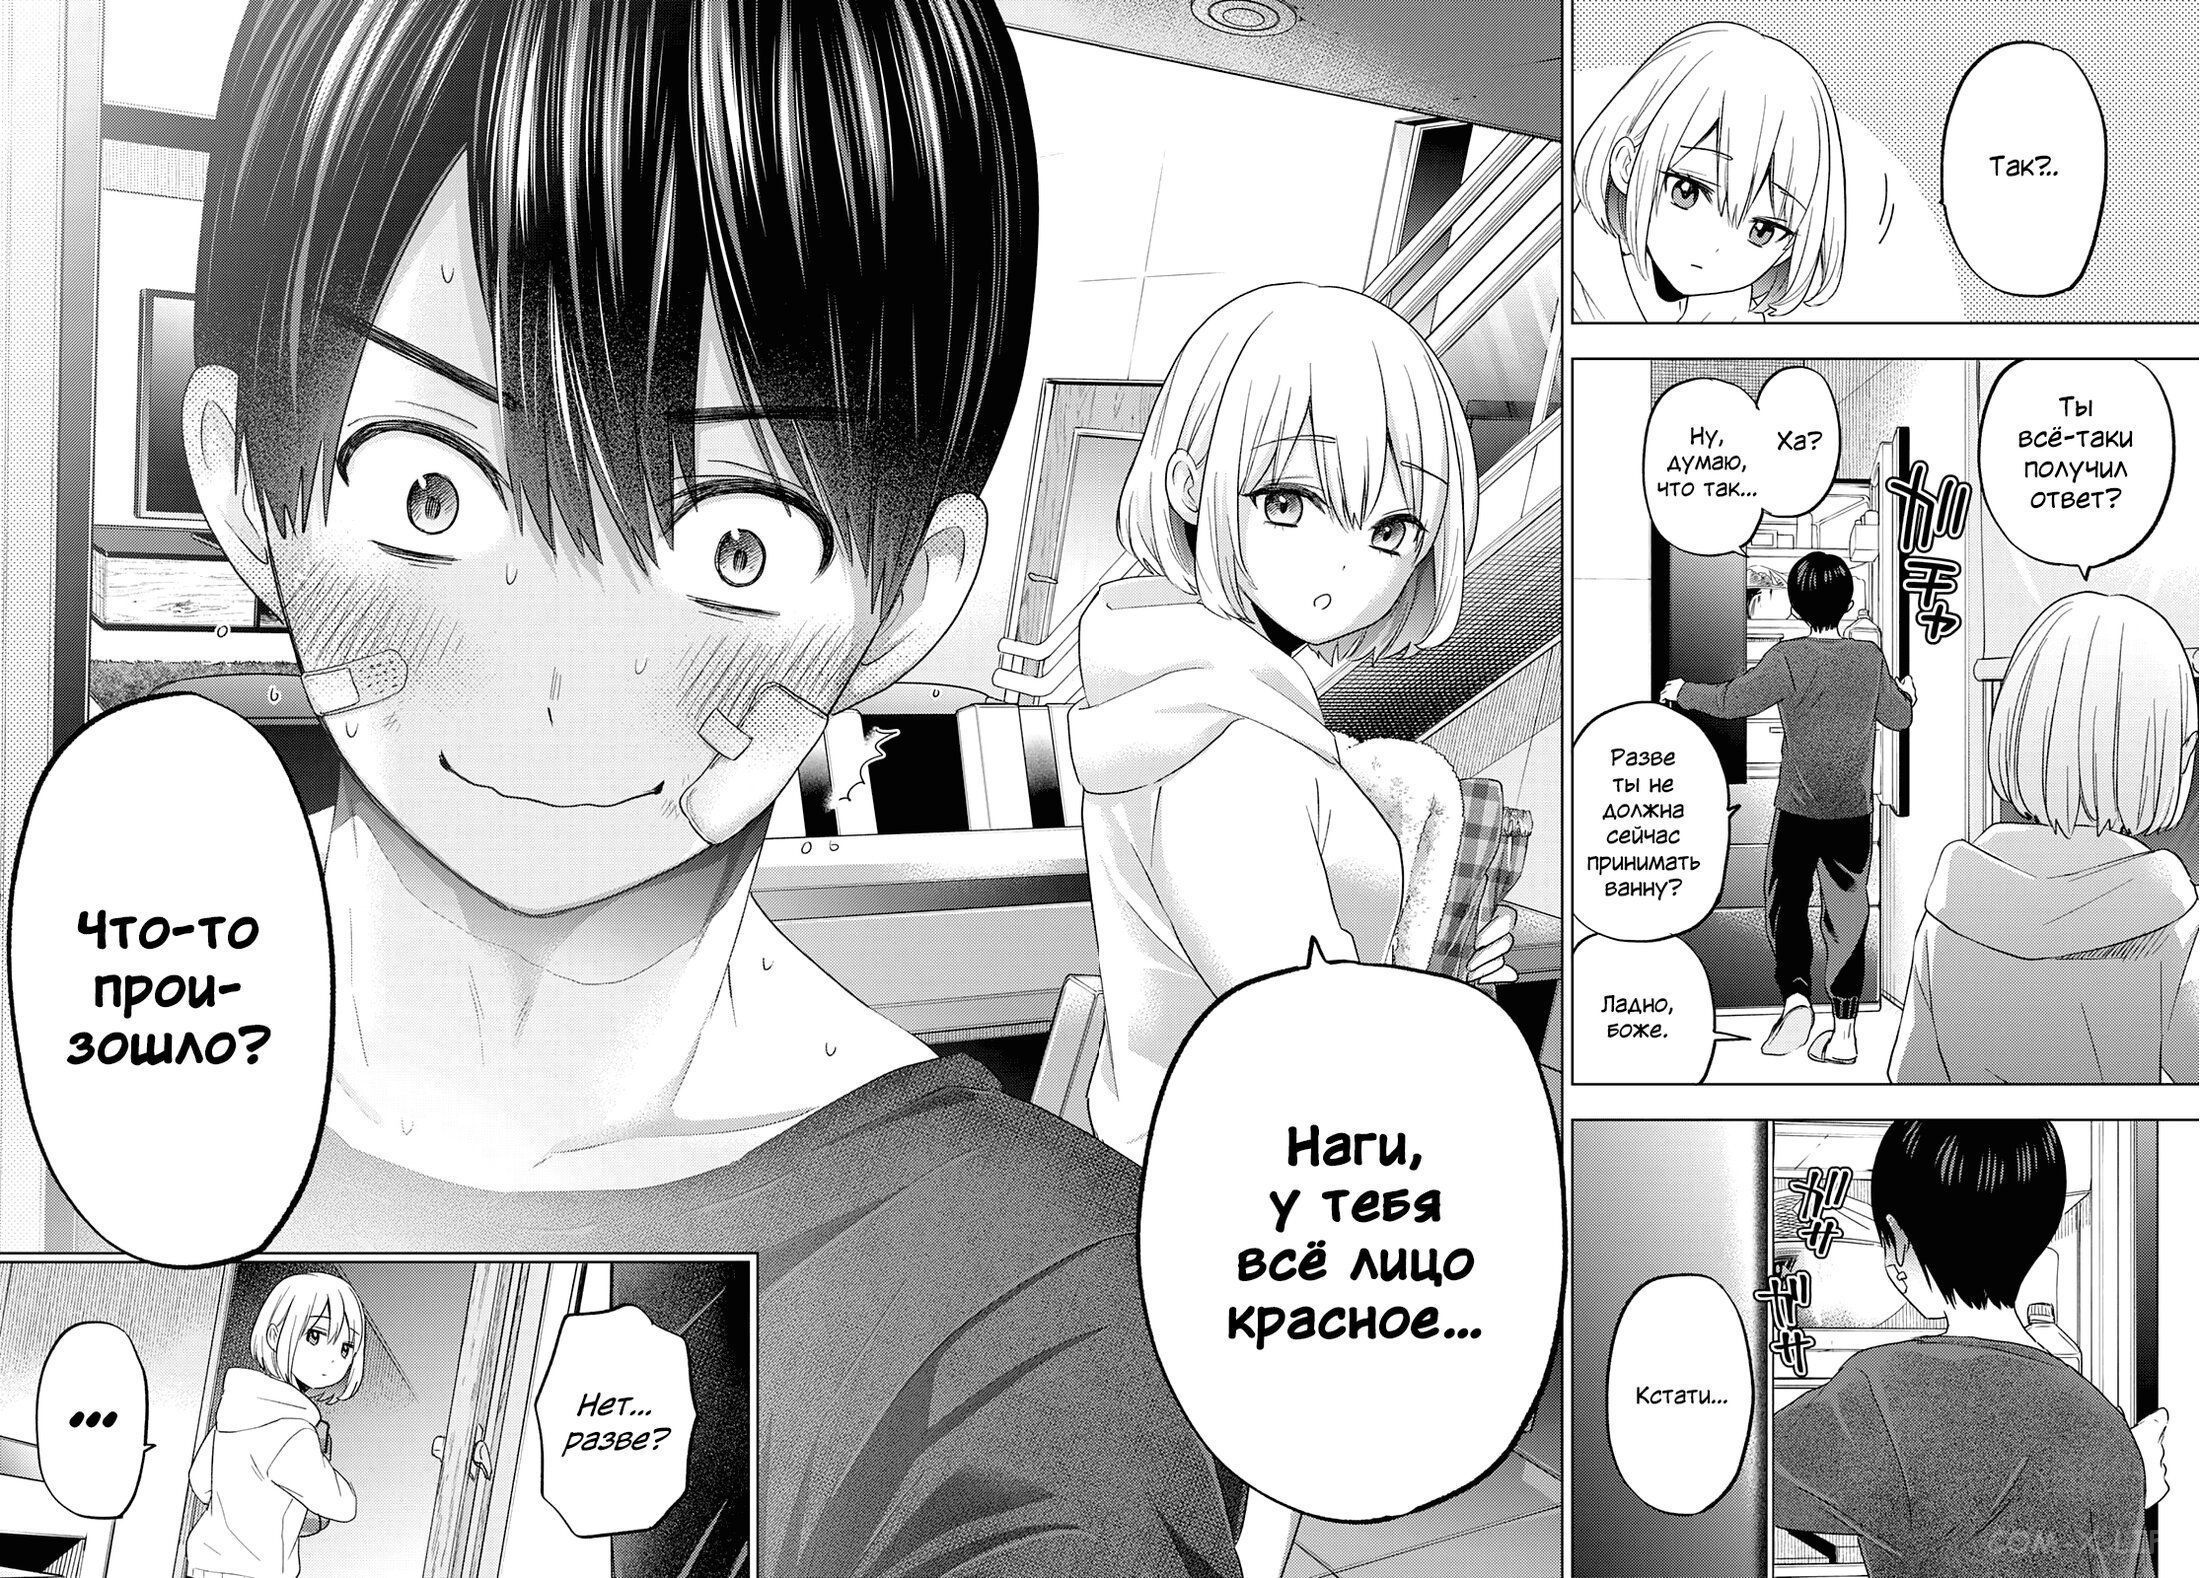 Так?..
Ты
всё-таки
получил
ответ?
Ха?
Ну,
думаю,
что так...
Разве
ты не
должна
сейчас
принимать
ванну?
Ладно,
боже.
Кстати...
Наги,
у тебя
всё лицо
красное...
Что-то
прои-
зошло?
Нет...
разве?
...